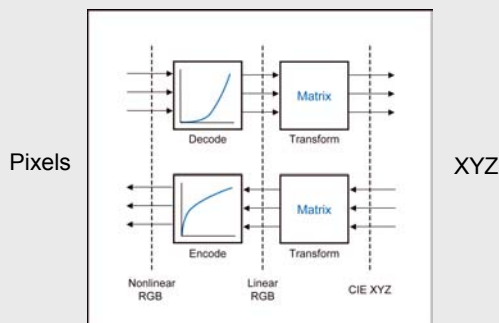 Matrix
Decode
Transform
Pixels
XYZ
Matrix
Encode
Transform
Nonlinear
RGB
Linear
RGB
CIE XYZ